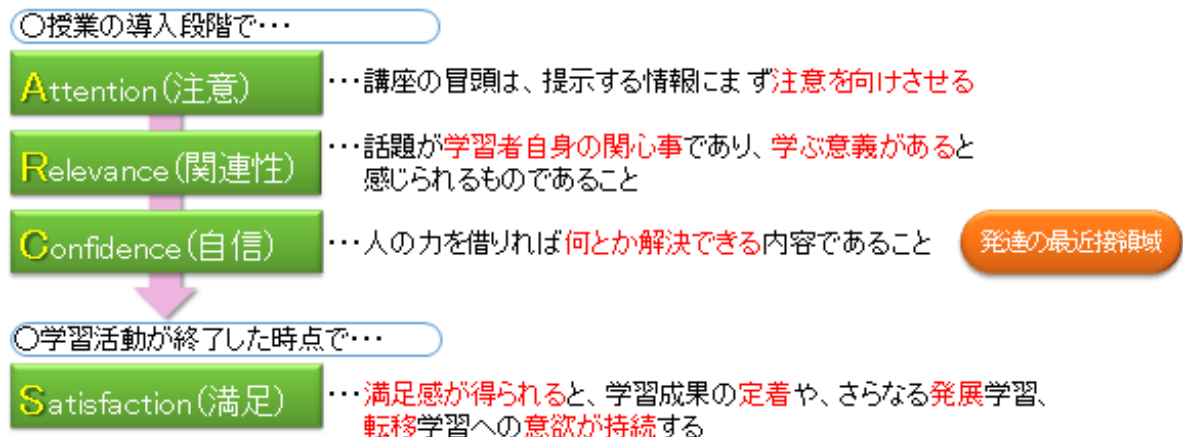 〇授業の導入段階で・・・
Attention(注意)
・・・講座の冒頭は、提示する情報にまず注意を向けさせる
Relevance(関連性)
・・・話題が学習者自身の関心事であり、学ぶ意義があると
感じられるものであること
Confidence(自信)
・・・人の力を借りれば何とか解決できる内容であること
発達の最近接領域
〇学習活動が終了した時点で・・・
Satisfaction(満足)
・・・満足感が得られると、学習成果の定着や、さらなる発展学習、
転移学習への意欲が持続する